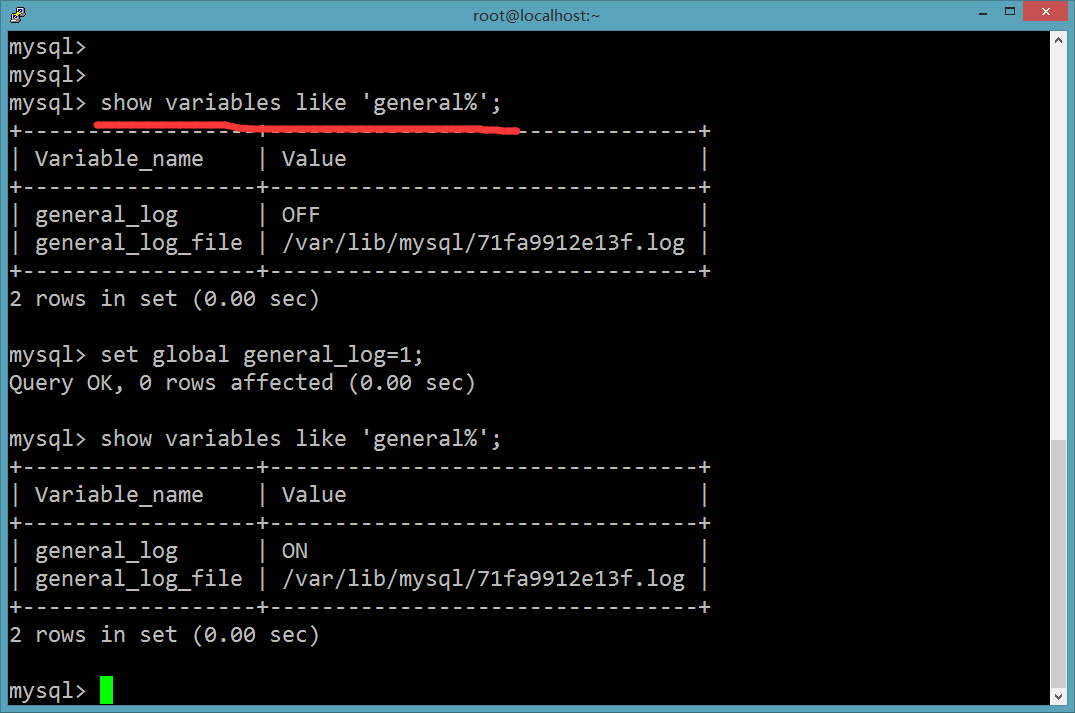 root@localhost:~
mysql>
mysql>
mysql> show variables like 'general%';
+------------------+---------------------------------+
| Variable_name    | Value                           |
+------------------+---------------------------------+
| general_log      | OFF                             |
| general_log_file | /var/lib/mysql/71fa9912e13f.log |
+------------------+---------------------------------+
2 rows in set (0.00 sec)
mysql> set global general_log=1;
Query OK, 0 rows affected (0.00 sec)
mysql> show variables like 'general%';
+------------------+---------------------------------+
| Variable_name    | Value                           |
+------------------+---------------------------------+
| general_log      | ON                              |
| general_log_file | /var/lib/mysql/71fa9912e13f.log |
+------------------+---------------------------------+
2 rows in set (0.00 sec)
mysql>